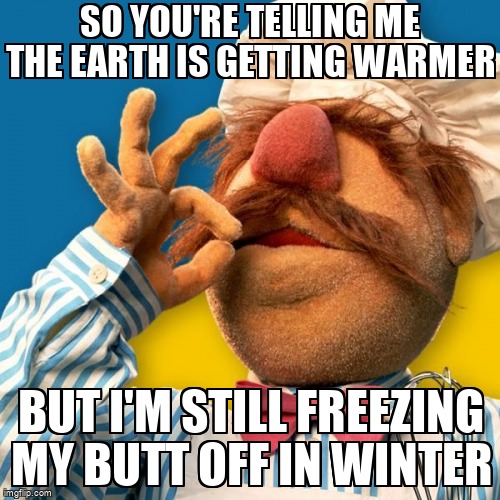 SO YOU'RE TELLING ME
THE EARTH IS GETTING WARMER
BUT I'M STILL FREEZING
MY BUTT OFF IN WINTER
imgflip.com